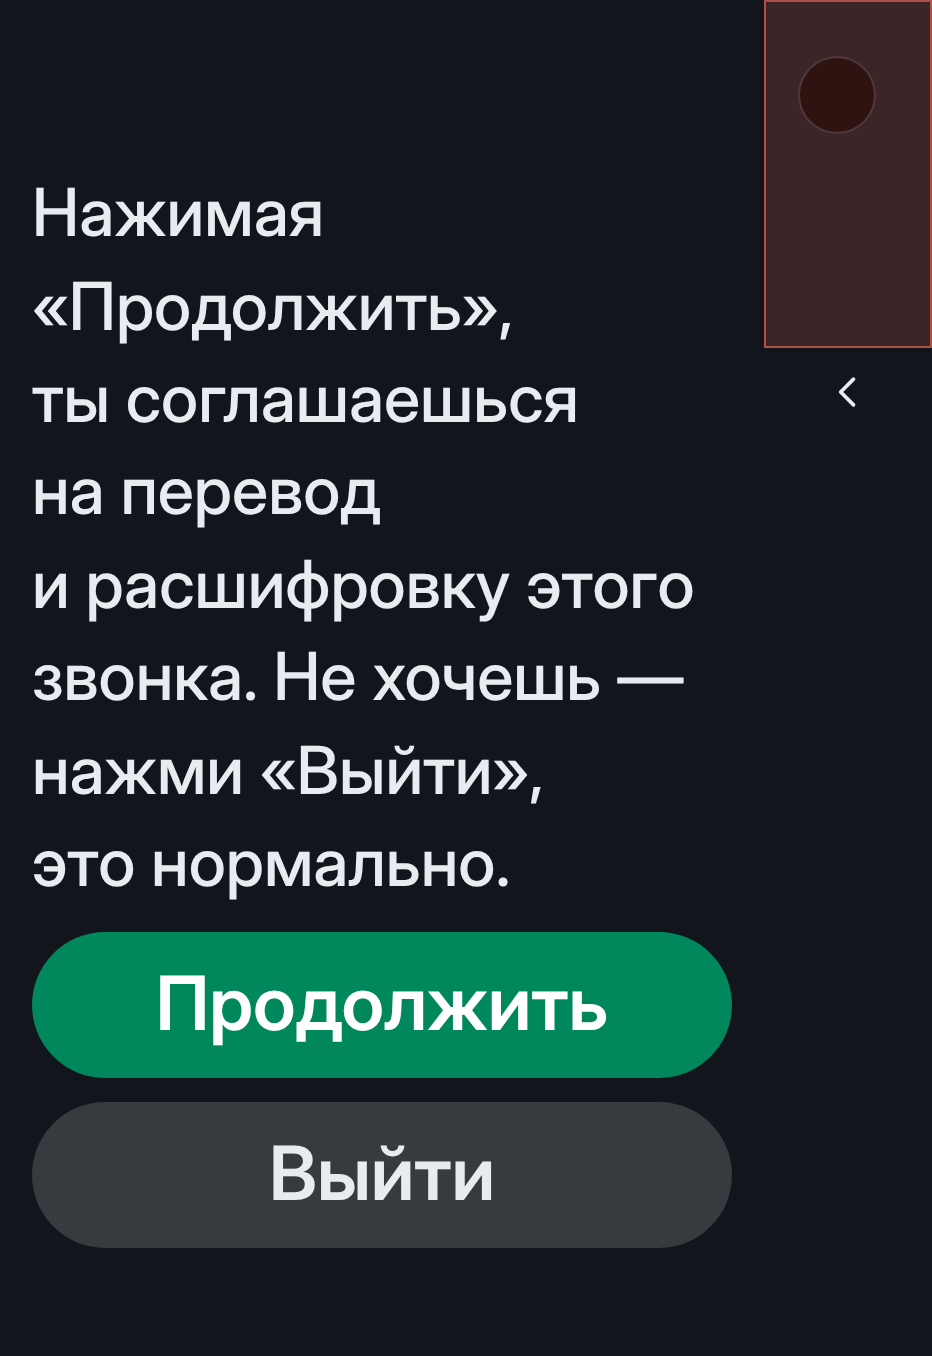 Нажимая
«Продолжить»,
ты соглашаешься
на перевод
и расшифровку этого
звонка. Не хочешь —
нажми «Выйти»,
это нормально.
Продолжить
Выйти